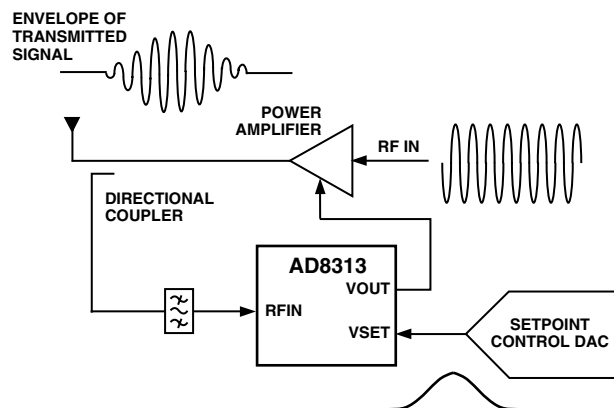 ENVELOPE OF
TRANSMITTED
SIGNAL
POWER
AMPLIFIER
RF IN
DIRECTIONAL
COUPLER
AD8313
VOUT
RFIN
VSET
SETPOINT
CONTROL DAC